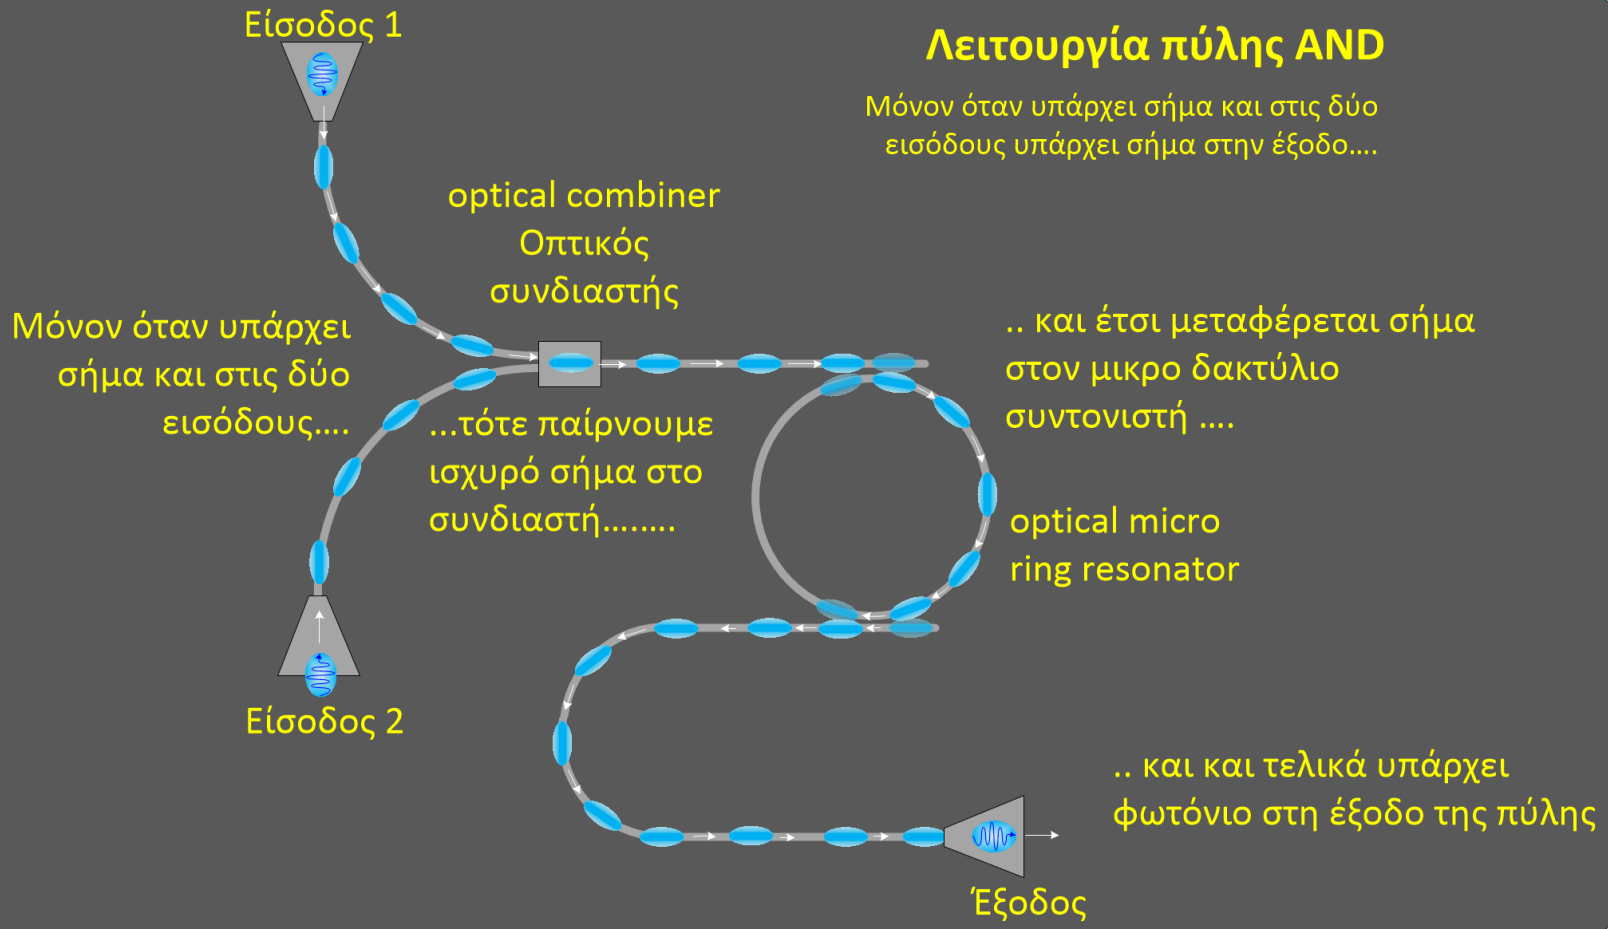 Είσοδος 1
Λειτουργία πύλης AND
Μόνον όταν υπάρχει σήμα και στις δύο
εισόδους υπάρχει σήμα στην έξοδο....
optical combiner
Οπτικός
συνδιαστής
Μόνον όταν υπάρχει
σήμα και στις δύο
εισόδους....
...τότε παίρνουμε
ισχυρό σήμα στο
συνδιαστή........
.. και έτσι μεταφέρεται σήμα
στον μικρο δακτύλιο
συντονιστή ....
optical micro
ring resonator
Είσοδος 2
.. και και τελικά υπάρχει
φωτόνιο στη έξοδο της πύλης
Έξοδος